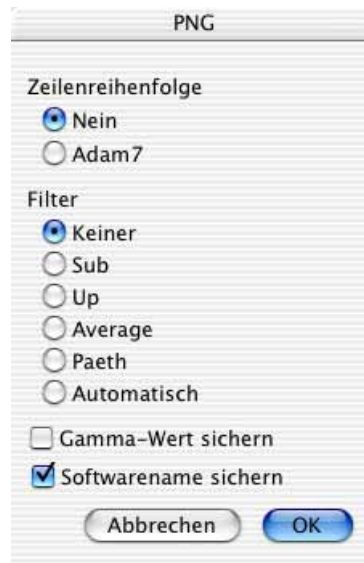 PNG
Zeilenreihenfolge
Nein
Adam7
Filter
Keiner
Sub
Up
Average
Paeth
Automatisch
Gamma-Wert sichern
Softwarename sichern
Abbrechen OK